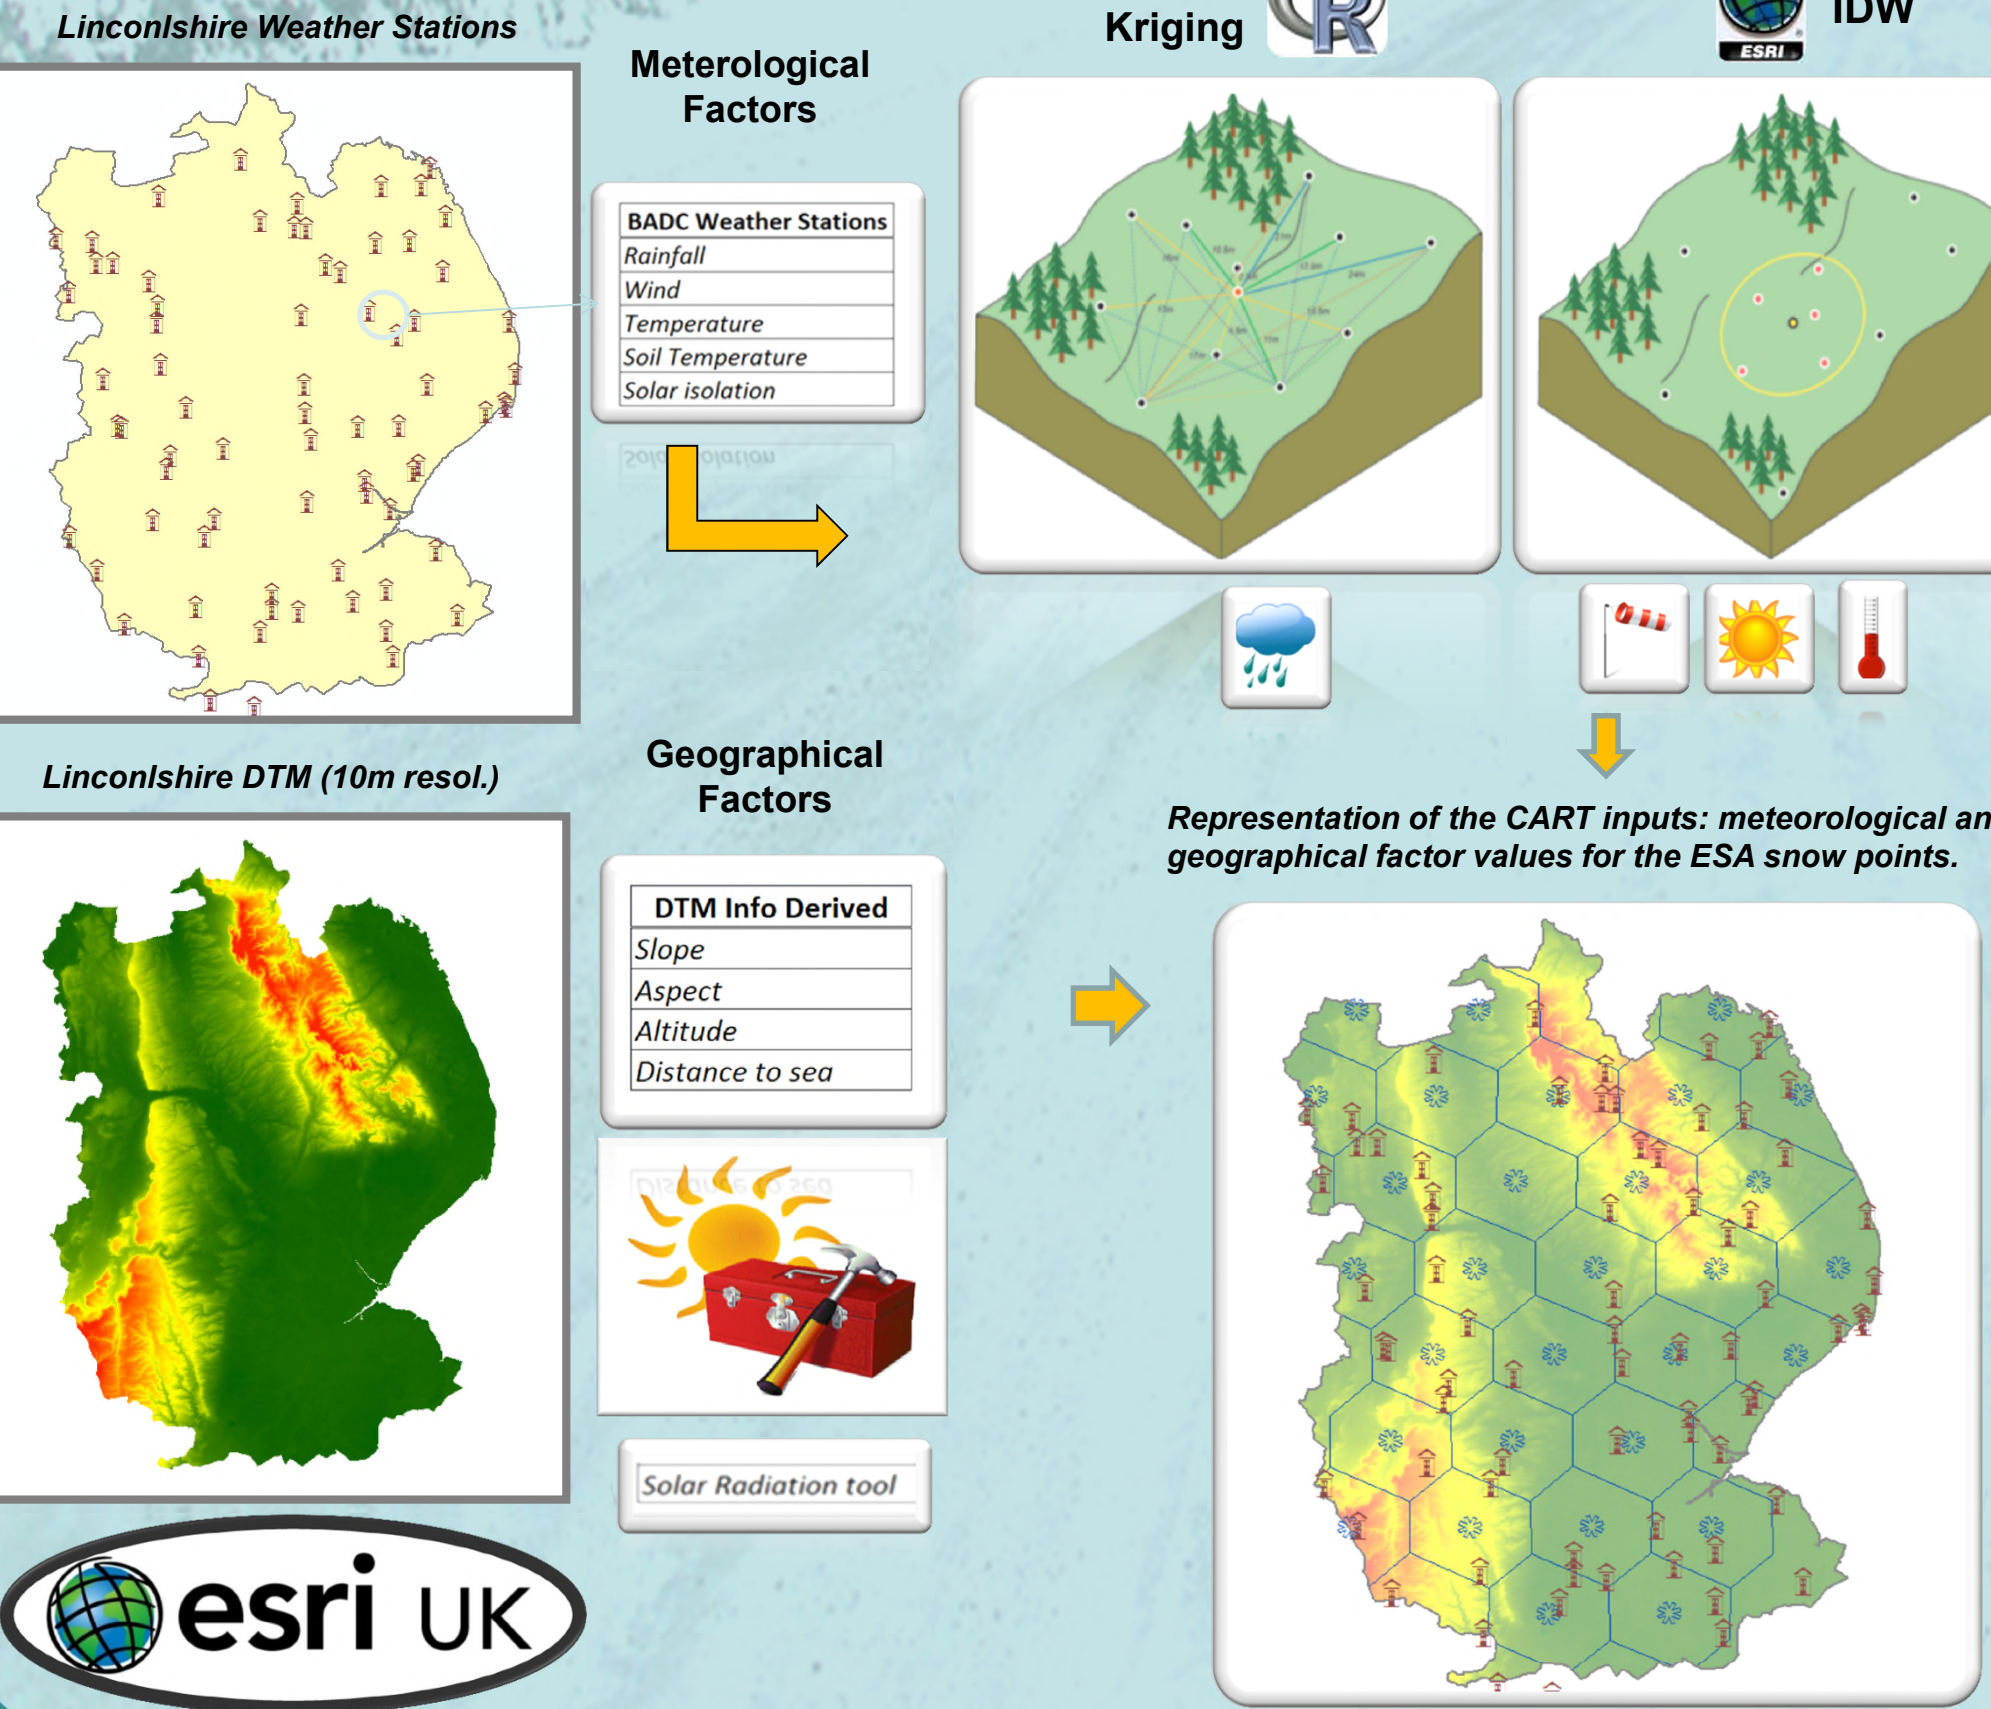 Linconlshire Weather Stations
Meterological
Factors
BADC Weather Stations
Rainfall
Wind
Temperature
Soil Temperature
Solar isolation
Kriging
R
ESRI
IDW
Linconlshire DTM (10m resol.)
Geographical
Factors
DTM Info Derived
Slope
Aspect
Altitude
Distance to sea
Solar Radiation tool
Representation of the CART inputs: meteorological an
geographical factor values for the ESA snow points.
esri UK